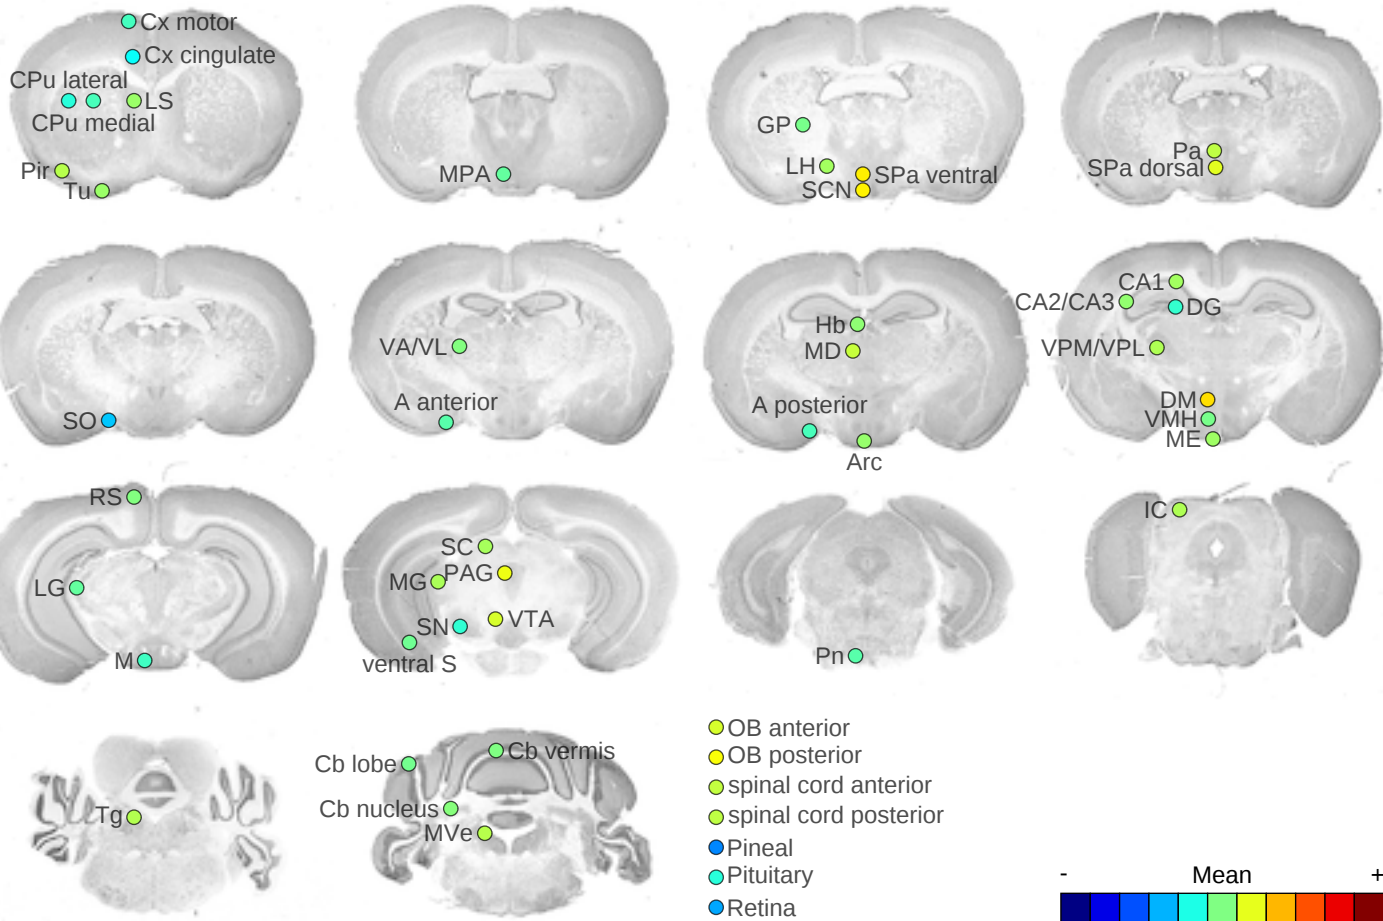 Cx motor
Cx cingulate
CPu lateral
LS
CPu medial
Pir
Tu
MPA
GP
LH
SPa ventral
SCN
Pa
SPa dorsal
SO
VA/VL
A anterior
Hb
MD
A posterior
Arc
CA1
CA2/CA3
DG
VPM/VPL
DM
VMH
ME
RS
LG
M
SC
PAG
MG
VTA
SN
ventral S
Pn
IC
Tg
Cb vermis
Cb lobe
Cb nucleus
MVe
OB anterior
OB posterior
spinal cord anterior
spinal cord posterior
Pineal
Pituitary
Retina
- Mean +